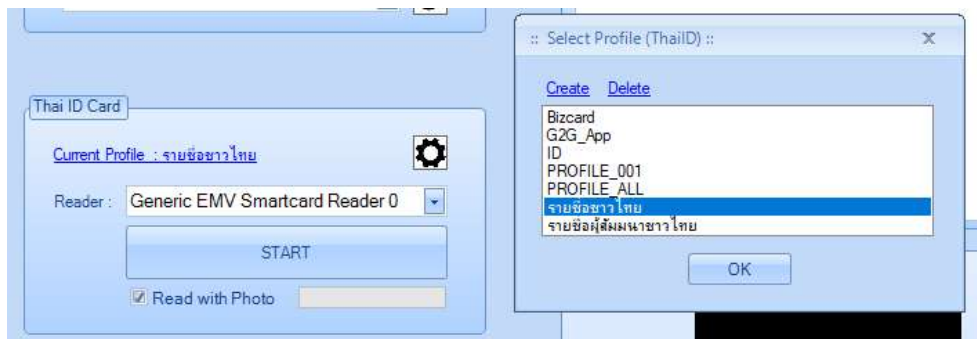 :: Select Profile (ThaiID) ::
Create Delete
Bizcard
G2G_App
ID
PROFILE_001
PROFILE_ALL
รายชื่อชาวไทย
รายชื่อผู้สัมมนาชาวไทย
OK
Thai ID Card
Current Profile : รายชื่อชาวไทย
Reader : Generic EMV Smartcard Reader 0
START
Read with Photo